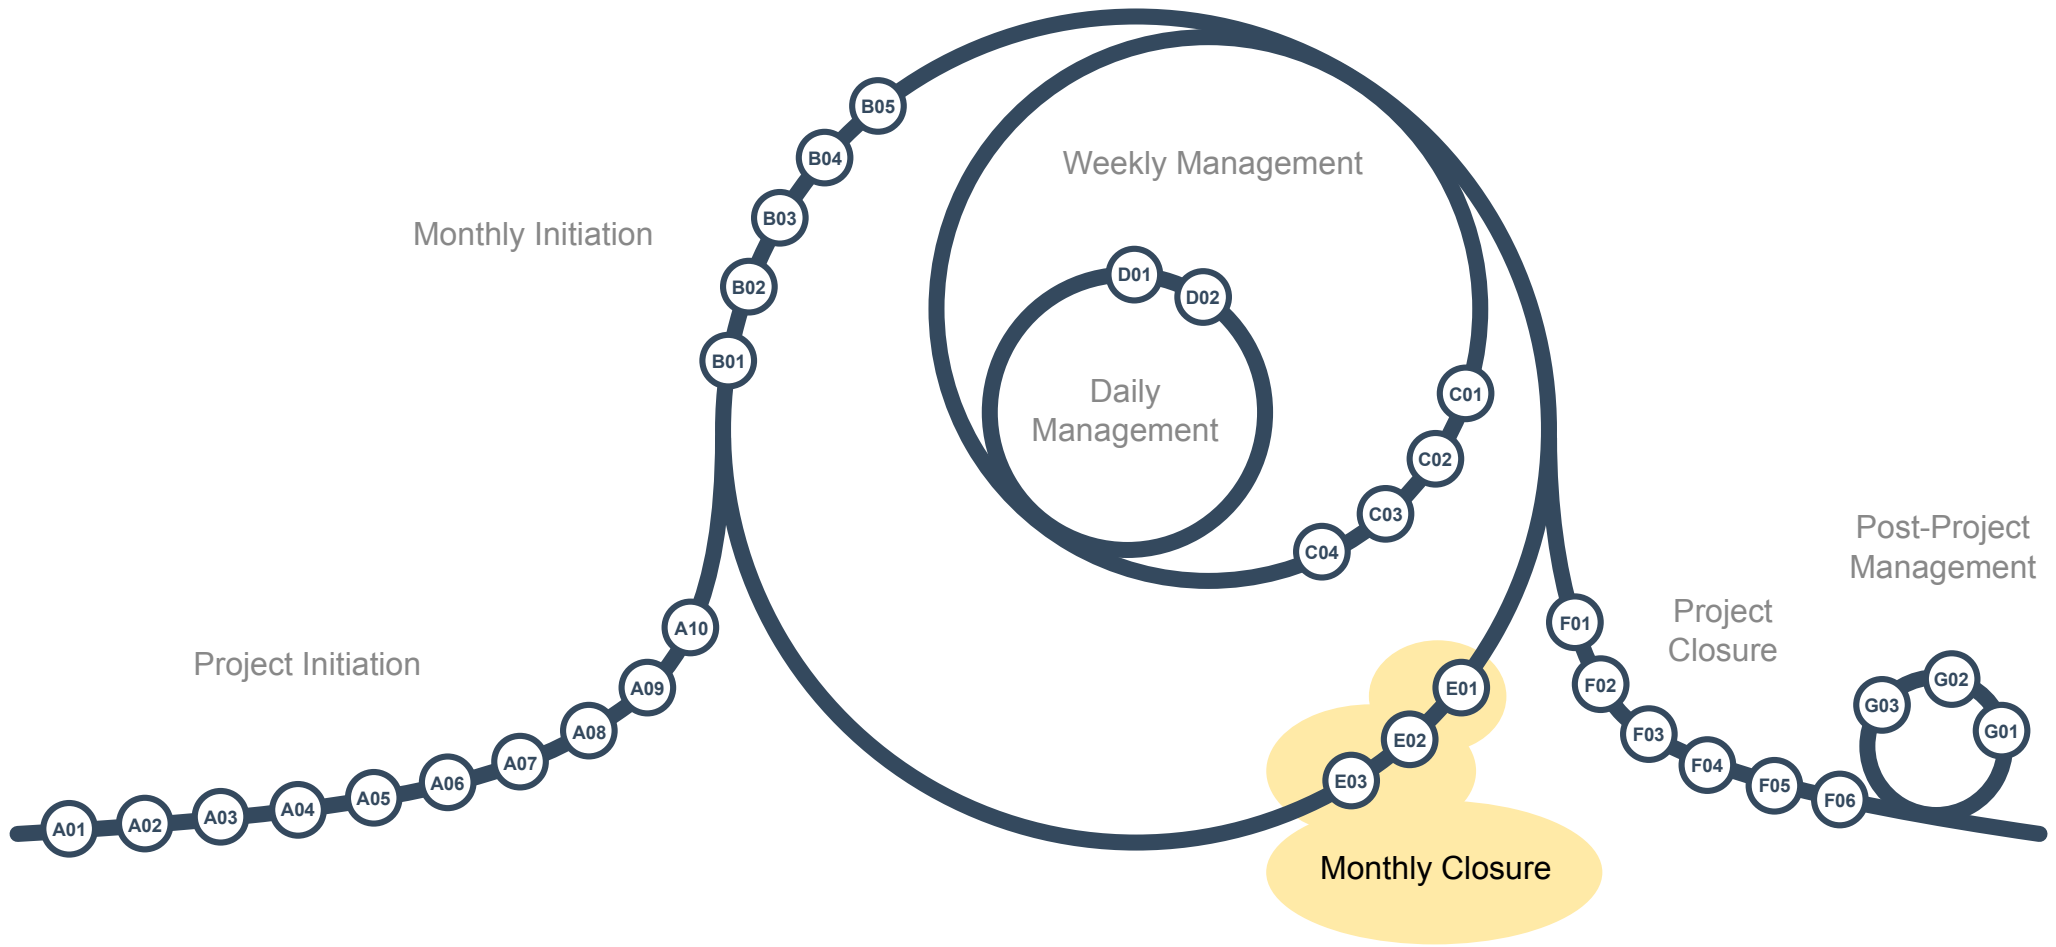 B05
B04
Weekly Management
B03
Monthly Initiation
D01
B02
D02
B01
Daily
Management
C01
C02
C03
C04
Post-Project
Management
Project
Closure
F01
A10
Project Initiation
E01
F02
G02
G03
G01
A09
A08
E02
F03
A07
F04
A06
E03
F05
A05
F06
A04
A03
A02
A01
Monthly Closure